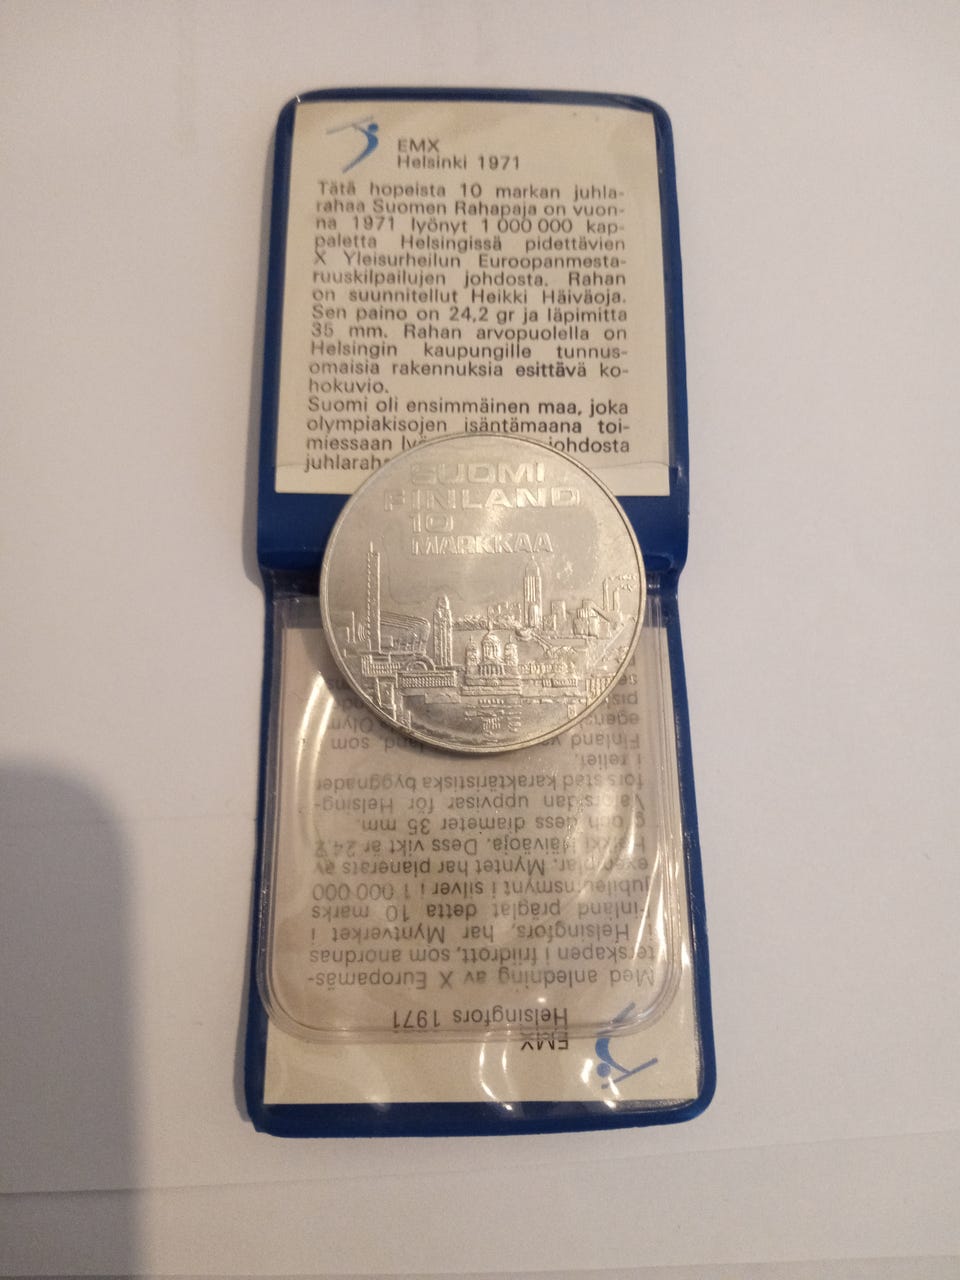 EMX
Helsinki 1971
Tätä hopeista 10 markan juhla-
rahaa Suomen Rahapaja on vuon-
na 1971 lyönyt 1 000 000 kap-
paletta Helsingissä pidettävien
X Yleisurheilun Euroopanmesta-
ruuskilpailujen johdosta. Rahan
on suunnitellut Heikki Häiväoja.
Sen paino on 24,2 gr ja läpimitta
35 mm. Rahan arvopuolella on
Helsingin kaupungille tunnus-
omaisia rakennuksia esittävä ko-
hokuvio.
Suomi oli ensimmäinen maa, joka
olympiakisojen isäntämaana toi-
miessaan johdosta
SUOMI
FINLAND
10
MARKKAA
EMX
Helsingfors 1971
Med anledning av X Europamäs-
terskapen i friidrott, som anordnas
i Helsingfors, har Myntverket i
Finland präglat detta 10 marks
jubileumsmynt i silver i 1 000 000
exemplar. Myntet har planerats av
Heikki Häiväoja. Dess vikt är 24,2
g och dess diameter 35 mm.
Valörsidan uppvisar för Helsing-
fors stad karaktäristiska byggnader
i relief.
Finland som